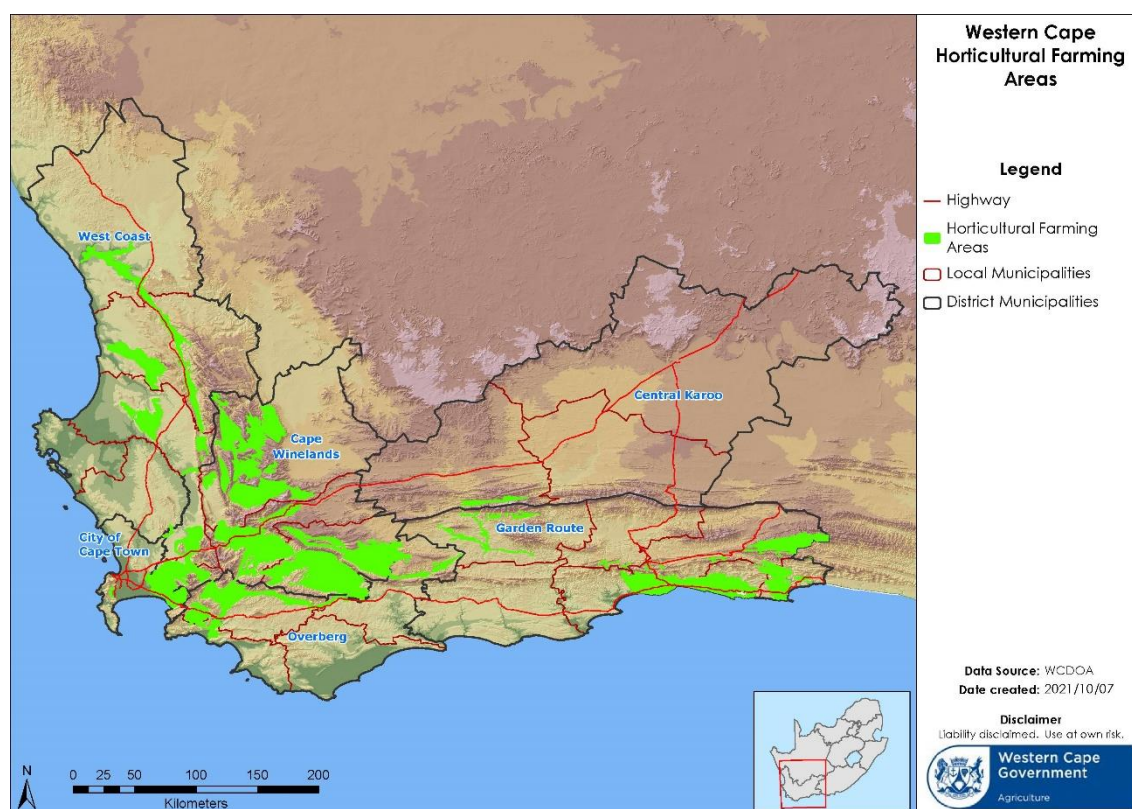 Western Cape
Horticultural Farming
Areas
Legend
Highway
Horticultural Farming
Areas
Local Municipalities
District Municipalities
West Coast
Central Karoo
Cape
Winelands
Garden Route
City of
Cape Town
Overberg
N
0 25 50 100 150 200
Kilometers
Data Source: WCDOA
Date created: 2021/10/07
Disclaimer
Liability disclaimed. Use at own risk.
Western Cape
Government
Agriculture